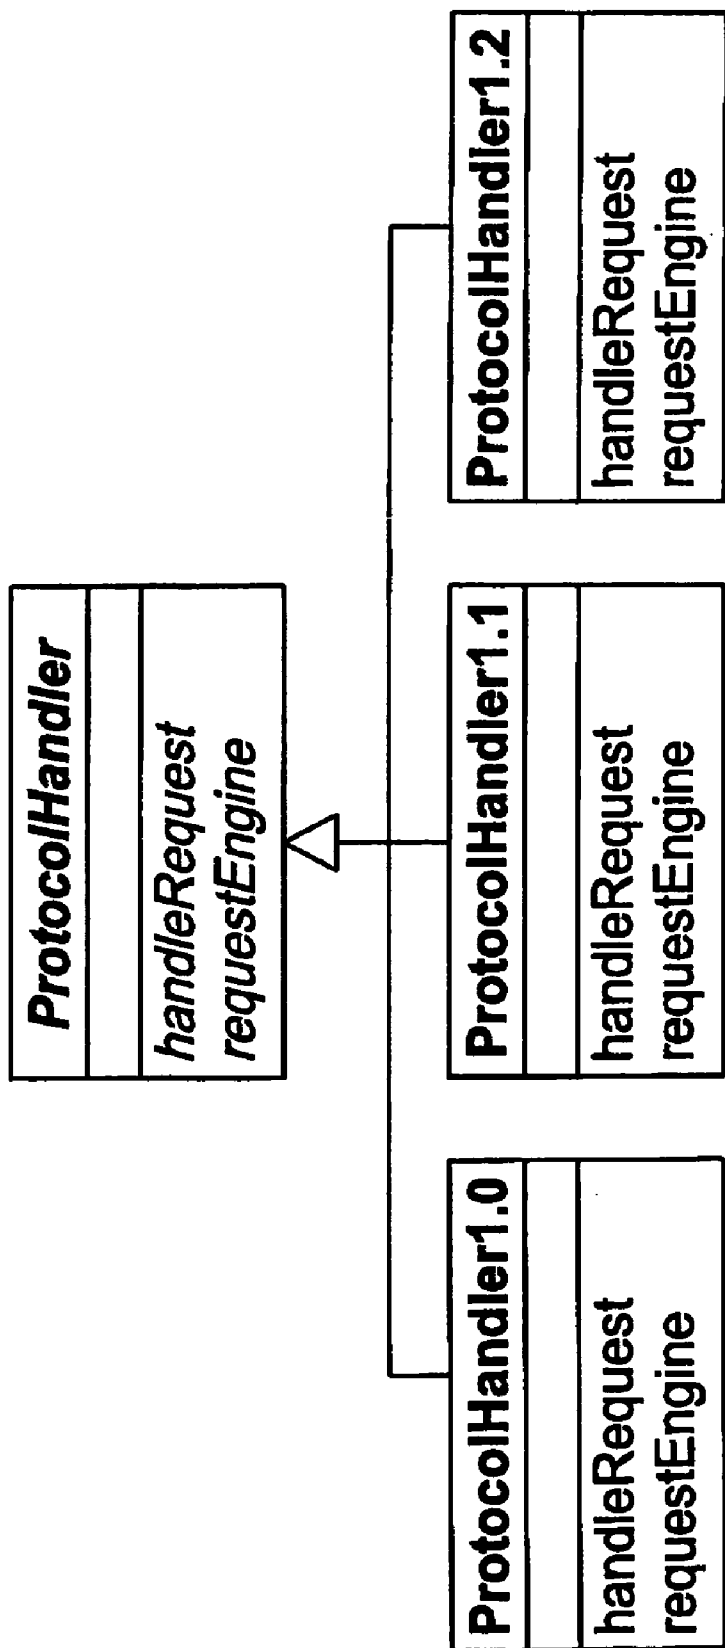 ProtocolHandler
handleRequest
requestEngine
ProtocolHandler1.0
handleRequest
requestEngine
ProtocolHandler1.1
handleRequest
requestEngine
ProtocolHandler1.2
handleRequest
requestEngine